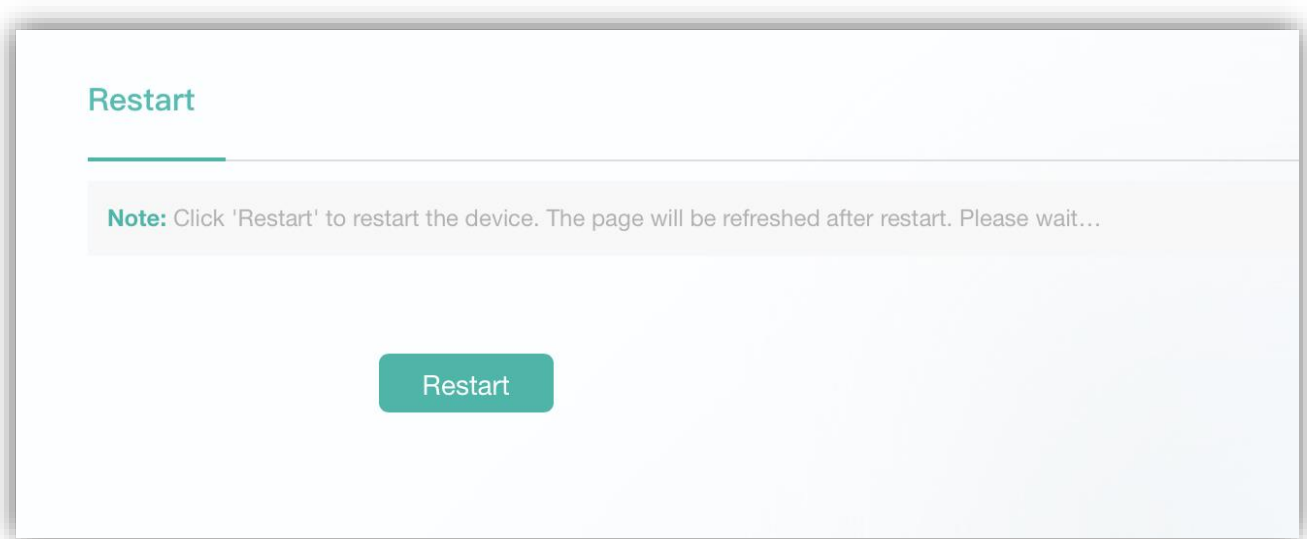 Restart
Note: Click 'Restart' to restart the device. The page will be refreshed after restart. Please wait…
Restart